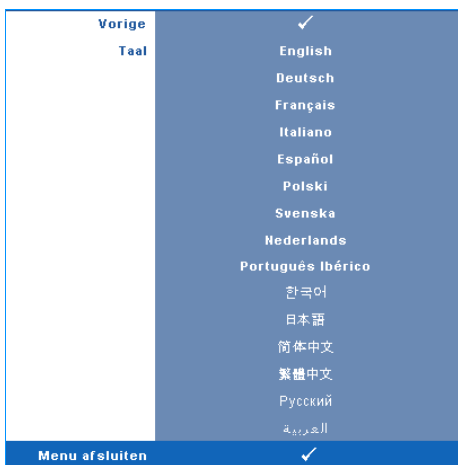 Vorige ✓
Taal English
Deutsch
Français
Italiano
Español
Polski
Svenska
Nederlands
Português Ibérico
한국어
日本語
简体中文
繁體中文
Русский
العربية
Menu afsluiten ✓